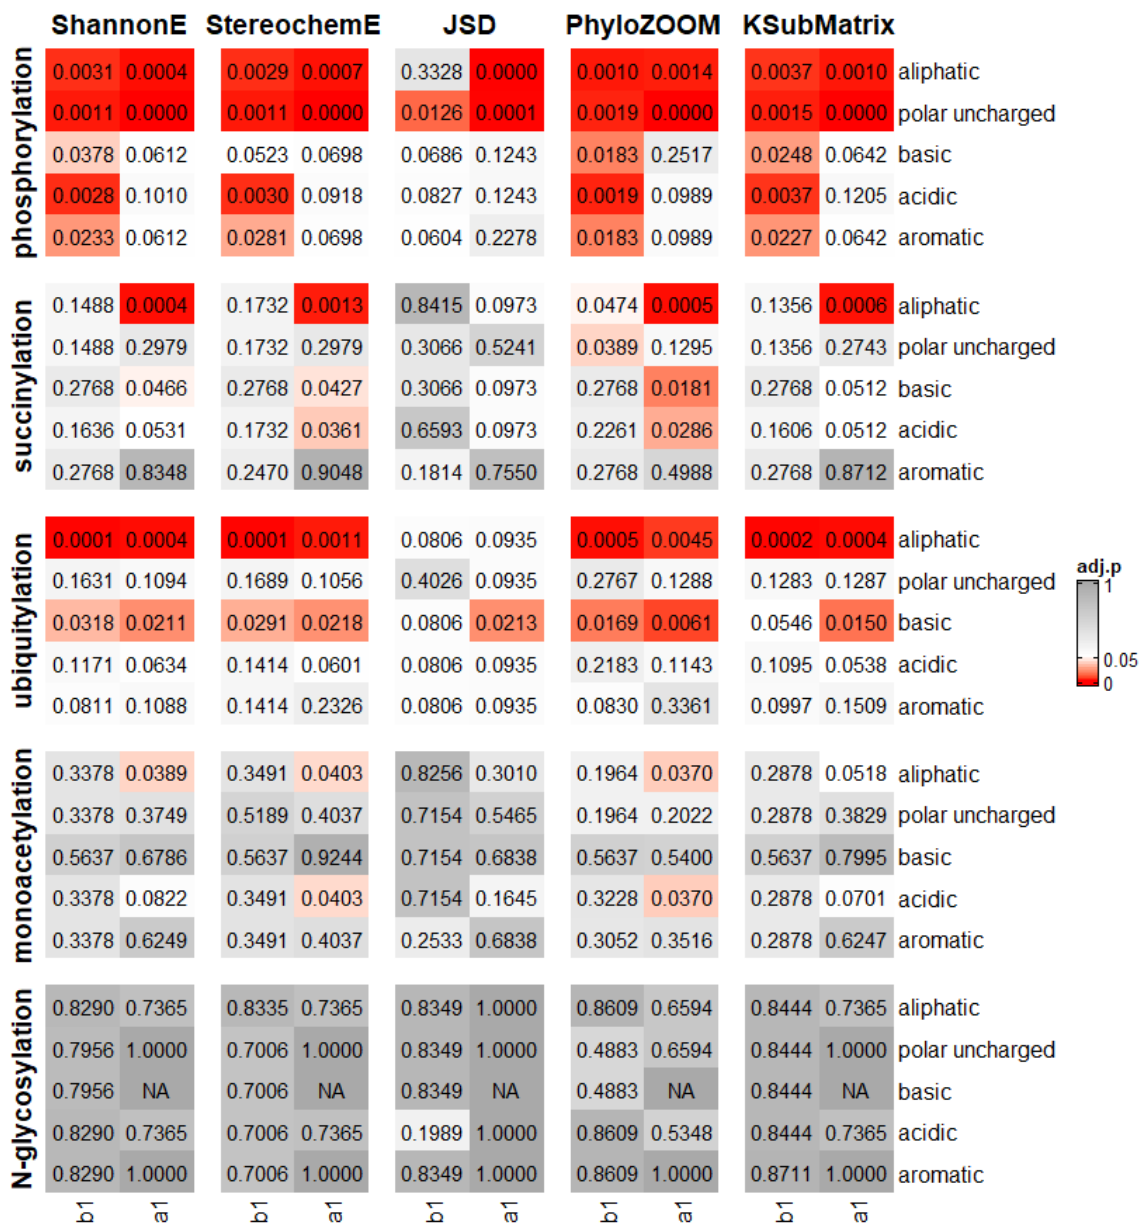 ShannonE StereochemE JSD PhyloZOOM KSubMatrix
phosphorylation
0.0031 0.0004 0.0029 0.0007 0.3328 0.0000 0.0010 0.0014 0.0037 0.0010 aliphatic
0.0011 0.0000 0.0011 0.0000 0.0126 0.0001 0.0019 0.0000 0.0015 0.0000 polar uncharged
0.0378 0.0612 0.0523 0.0698 0.0686 0.1243 0.0183 0.2517 0.0248 0.0642 basic
0.0028 0.1010 0.0030 0.0918 0.0827 0.1243 0.0019 0.0989 0.0037 0.1205 acidic
0.0233 0.0612 0.0281 0.0698 0.0604 0.2278 0.0183 0.0989 0.0227 0.0642 aromatic
succinylation
0.1488 0.0004 0.1732 0.0013 0.8415 0.0973 0.0474 0.0005 0.1356 0.0006 aliphatic
0.1488 0.2979 0.1732 0.2979 0.3066 0.5241 0.0389 0.1295 0.1356 0.2743 polar uncharged
0.2768 0.0466 0.2768 0.0427 0.3066 0.0973 0.2768 0.0181 0.2768 0.0512 basic
0.1636 0.0531 0.1732 0.0361 0.6593 0.0973 0.2261 0.0286 0.1606 0.0512 acidic
0.2768 0.8348 0.2470 0.9048 0.1814 0.7550 0.2768 0.4988 0.2768 0.8712 aromatic
ubiquitylation
0.0001 0.0004 0.0001 0.0011 0.0806 0.0935 0.0005 0.0045 0.0002 0.0004 aliphatic
0.1631 0.1094 0.1689 0.1056 0.4026 0.0935 0.2767 0.1288 0.1283 0.1287 polar uncharged
0.0318 0.0211 0.0291 0.0218 0.0806 0.0213 0.0169 0.0061 0.0546 0.0150 basic
0.1171 0.0634 0.1414 0.0601 0.0806 0.0935 0.2183 0.1143 0.1095 0.0538 acidic
0.0811 0.1088 0.1414 0.2326 0.0806 0.0935 0.0830 0.3361 0.0997 0.1509 aromatic
adj.p
1
0.05
0
monoacetylation
0.3378 0.0389 0.3491 0.0403 0.8256 0.3010 0.1964 0.0370 0.2878 0.0518 aliphatic
0.3378 0.3749 0.5189 0.4037 0.7154 0.5465 0.1964 0.2022 0.2878 0.3829 polar uncharged
0.5637 0.6786 0.5637 0.9244 0.7154 0.6838 0.5637 0.5400 0.5637 0.7995 basic
0.3378 0.0822 0.3491 0.0403 0.7154 0.1645 0.3228 0.0370 0.2878 0.0701 acidic
0.3378 0.6249 0.3491 0.4037 0.2533 0.6838 0.3052 0.3516 0.2878 0.6247 aromatic
N-glycosylation
0.8290 0.7365 0.8335 0.7365 0.8349 1.0000 0.8609 0.6594 0.8444 0.7365 aliphatic
0.7956 1.0000 0.7006 1.0000 0.8349 1.0000 0.4883 0.6594 0.8444 1.0000 polar uncharged
0.7956 NA 0.7006 NA 0.8349 NA 0.4883 NA 0.8444 NA basic
0.8290 0.7365 0.7006 0.7365 0.1989 1.0000 0.8609 0.5348 0.8444 0.7365 acidic
0.8290 1.0000 0.7006 1.0000 0.8349 1.0000 0.8609 1.0000 0.8711 1.0000 aromatic
b1 a1 b1 a1 b1 a1 b1 a1 b1 a1